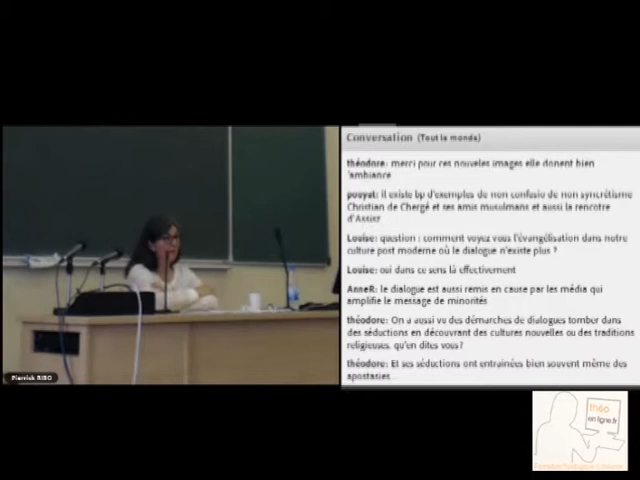 Conversation (Tout le monde)
théodore: merci pour ces nouveles images elle donent bien
'ambiance
pouyat: il existe bp d'exemples de non confusio de non syncrétisme
Christian de Chergé et ses amis musulmans et aussi la rencotre
d'Assise
Louise: question : comment voyez vous l'évangélisation dans notre
culture post moderne où le dialogue n'existe plus ?
Louise: oui dans ce sens là effectivement
AnneR: le dialogue est aussi remis en cause par les média qui
amplifie le message de minorités
théodore: On a aussi vu des démarches de dialogues tomber dans
des séductions en découvrant des cultures nouvelles ou des traditions
religieuses, qu'en dites vous?
théodore: Et ses séductions ont entrainées bien souvent même des
apostasies...
Pierrick RIBO
théo
en ligne.fr